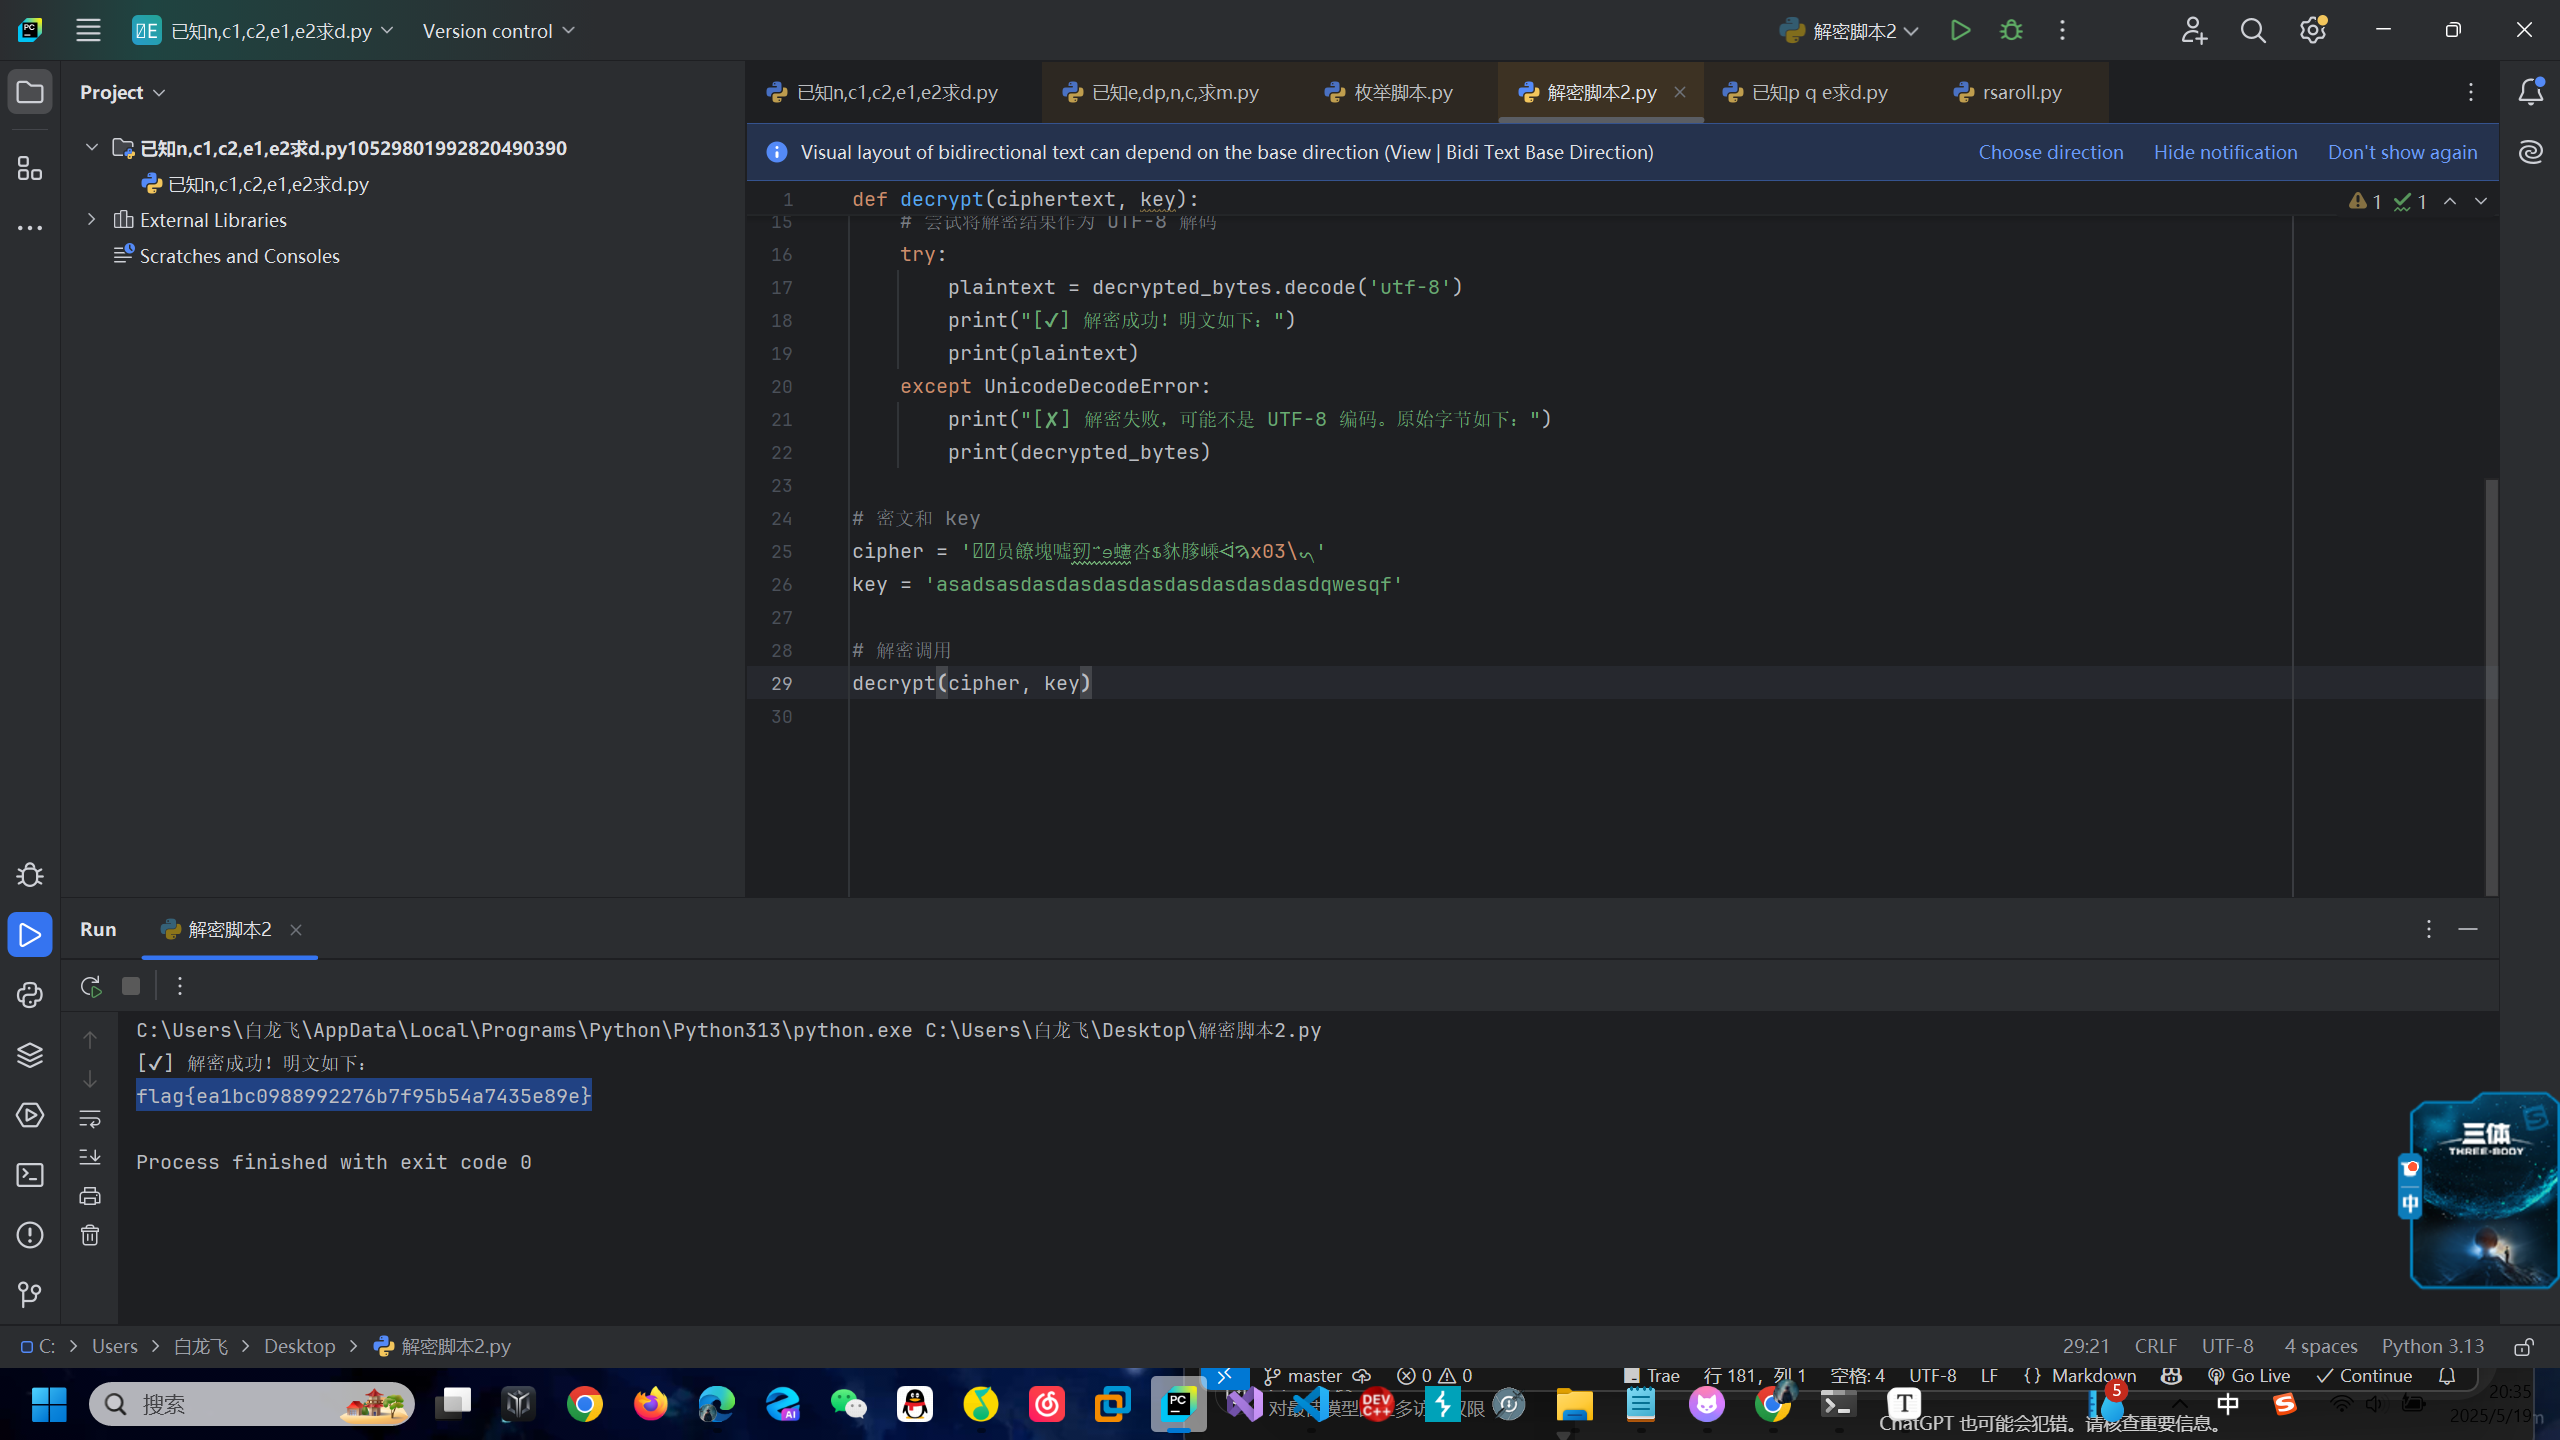 已知n,c1,c2,e1,e2求d.py
Version control
解密脚本2
Project
已知n,c1,c2,e1,e2求d.py
已知e,dp,n,c,求m.py
枚举脚本.py
解密脚本2.py
已知p q e求d.py
rsaroll.py
已知n,c1,c2,e1,e2求d.py10529801992820490390
已知n,c1,c2,e1,e2求d.py
External Libraries
Scratches and Consoles
Visual layout of bidirectional text can depend on the base direction (View | Bidi Text Base Direction)
Choose direction
Hide notification
Don't show again
1 def decrypt(ciphertext, key):
1
1
15 # 尝试将解密结果作为 UTF-8 解码
16 try:
17 plaintext = decrypted_bytes.decode('utf-8')
18 print("[✓] 解密成功！明文如下：")
19 print(plaintext)
20 except UnicodeDecodeError:
21 print("[✗] 解密失败，可能不是 UTF-8 编码。原始字节如下：")
22 print(decrypted_bytes)
23
24 # 密文和 key
25 cipher = '
x03\
26 key = 'asadsasdasdasdasdasdasdasdasdasdqwesqf'
27
28 # 解密调用
29 decrypt(cipher, key)
30
Run
解密脚本2
C:\Users\白龙飞\AppData\Local\Programs\Python\Python313\python.exe C:\Users\白龙飞\Desktop\解密脚本2.py
[✓] 解密成功！明文如下：
flag{ea1bc0988992276b7f95b54a7435e89e}
Process finished with exit code 0
三体
THREE-BODY
中
C:
Users
白龙飞
Desktop
解密脚本2.py
29:21
CRLF
UTF-8
4 spaces
Python 3.13
master
0
0
Trae
行 181，列 1
空格: 4
UTF-8
LF
{} Markdown
Go Live
Continue
搜索
ChatGPT 也可能会犯错。请核查重要信息。
5
中
20:35
2025/5/19